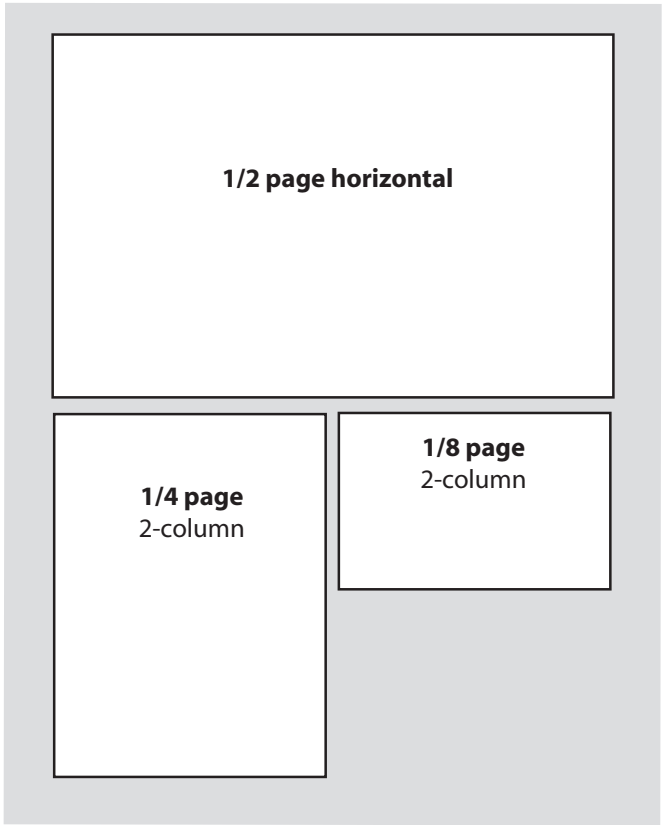 1/2 page horizontal
1/4 page
2-column
1/8 page
2-column